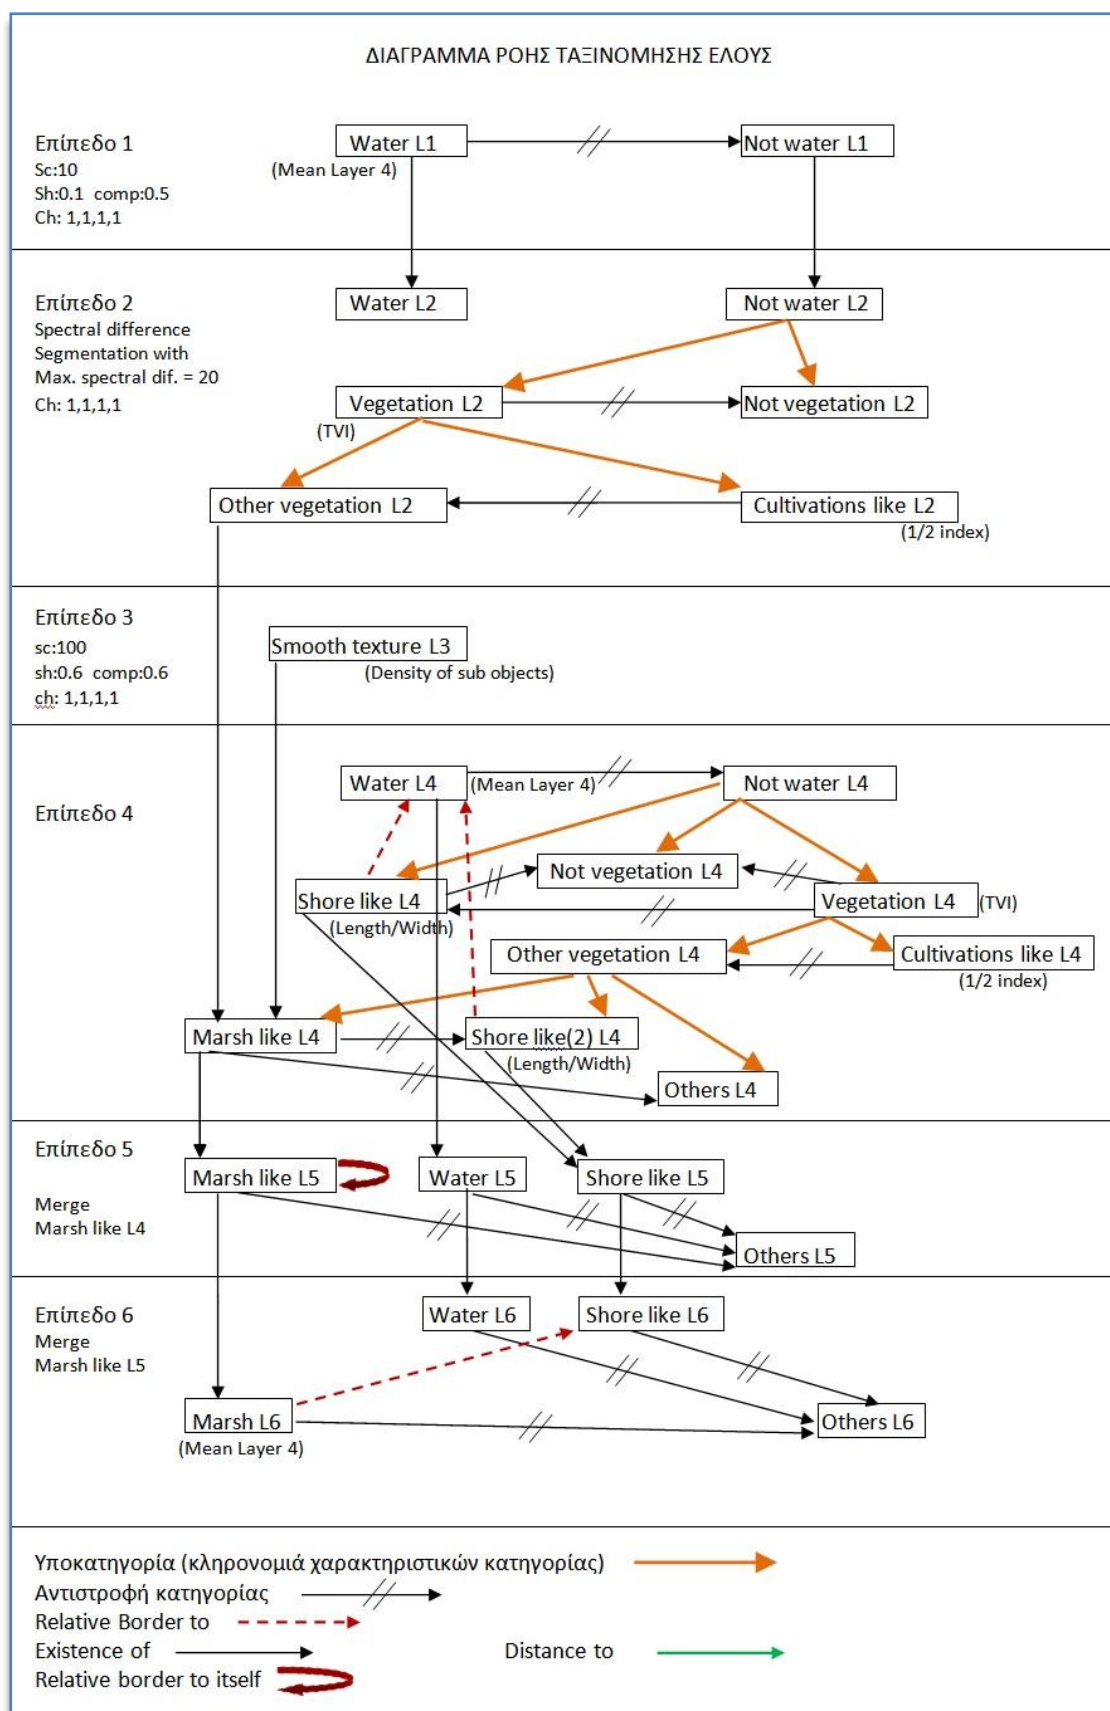 ΔΙΑΓΡΑΜΜΑ ΡΟΗΣ ΤΑΞΙΝΟΜΗΣΗΣ ΕΛΟΥΣ
Επίπεδο 1
Sc:10
Sh:0.1 comp:0.5
Ch: 1,1,1,1
Water L1
(Mean Layer 4)
Not water L1
Επίπεδο 2
Spectral difference
Segmentation with
Max. spectral dif. = 20
Ch: 1,1,1,1
Water L2
Not water L2
Vegetation L2
(TVI)
Not vegetation L2
Other vegetation L2
Cultivations like L2
(1/2 index)
Επίπεδο 3
sc:100
sh:0.6 comp:0.6
ch: 1,1,1,1
Smooth texture L3
(Density of sub objects)
Επίπεδο 4
Water L4
(Mean Layer 4)
Not water L4
Not vegetation L4
Shore like L4
(Length/Width)
Vegetation L4
(TVI)
Other vegetation L4
Cultivations like L4
(1/2 index)
Marsh like L4
Shore like(2) L4
(Length/Width)
Others L4
Επίπεδο 5
Merge
Marsh like L4
Marsh like L5
Water L5
Shore like L5
Others L5
Επίπεδο 6
Merge
Marsh like L5
Water L6
Shore like L6
Marsh L6
(Mean Layer 4)
Others L6
Υποκατηγορία (κληρονομιά χαρακτηριστικών κατηγορίας)
Αντιστροφή κατηγορίας
Relative Border to
Existence of
Distance to
Relative border to itself